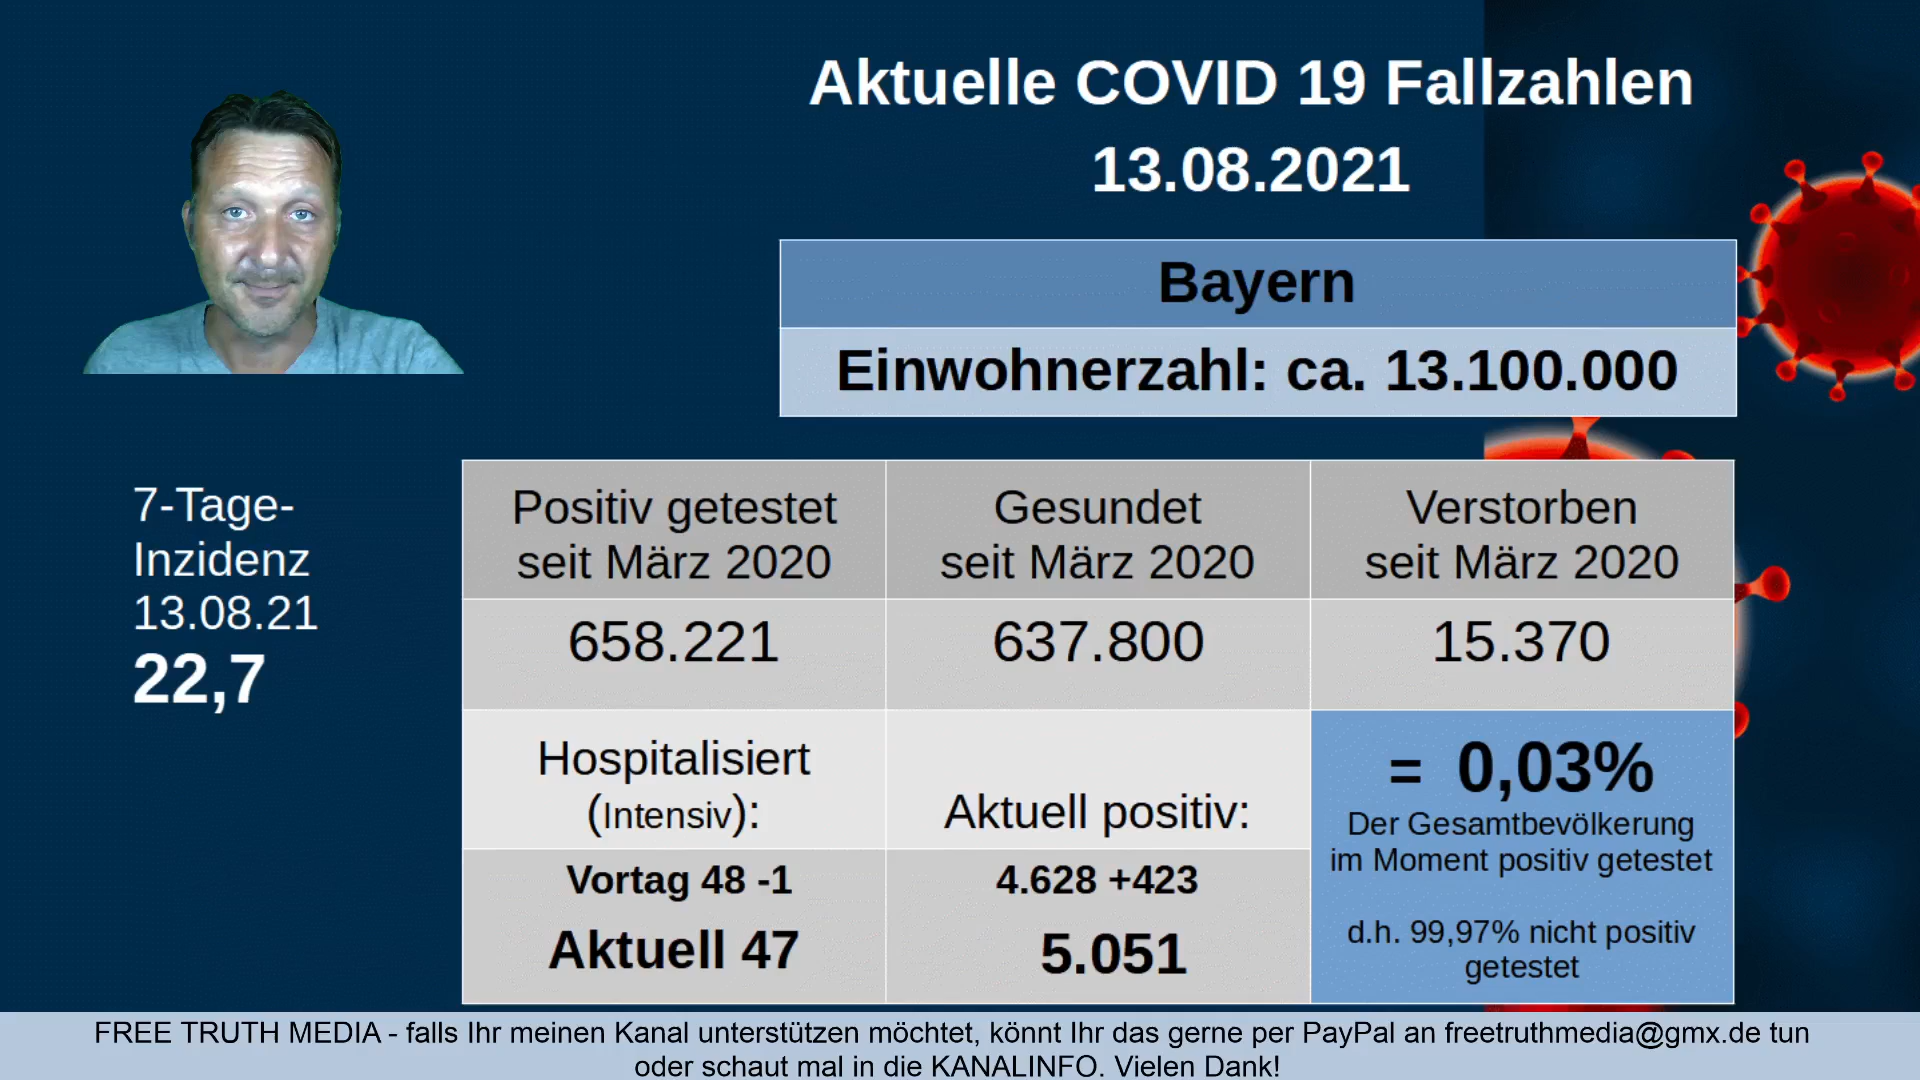 Aktuelle COVID 19 Fallzahlen
13.08.2021
Bayern
Einwohnerzahl: ca. 13.100.000
7-Tage-
Inzidenz
13.08.21
22,7
Positiv getestet
seit März 2020
Gesundet
seit März 2020
Verstorben
seit März 2020
658.221
637.800
15.370
Hospitalisiert
(Intensiv):
Aktuell positiv:
Vortag 48 -1
Aktuell 47
4.628 +423
5.051
= 0,03%
Der Gesamtbevölkerung
im Moment positiv getestet
d.h. 99,97% nicht positiv
getestet
FREE TRUTH MEDIA - falls Ihr meinen Kanal unterstützen möchtet, könnt Ihr das gerne per PayPal an freetruthmedia@gmx.de tun
oder schaut mal in die KANALINFO. Vielen Dank!